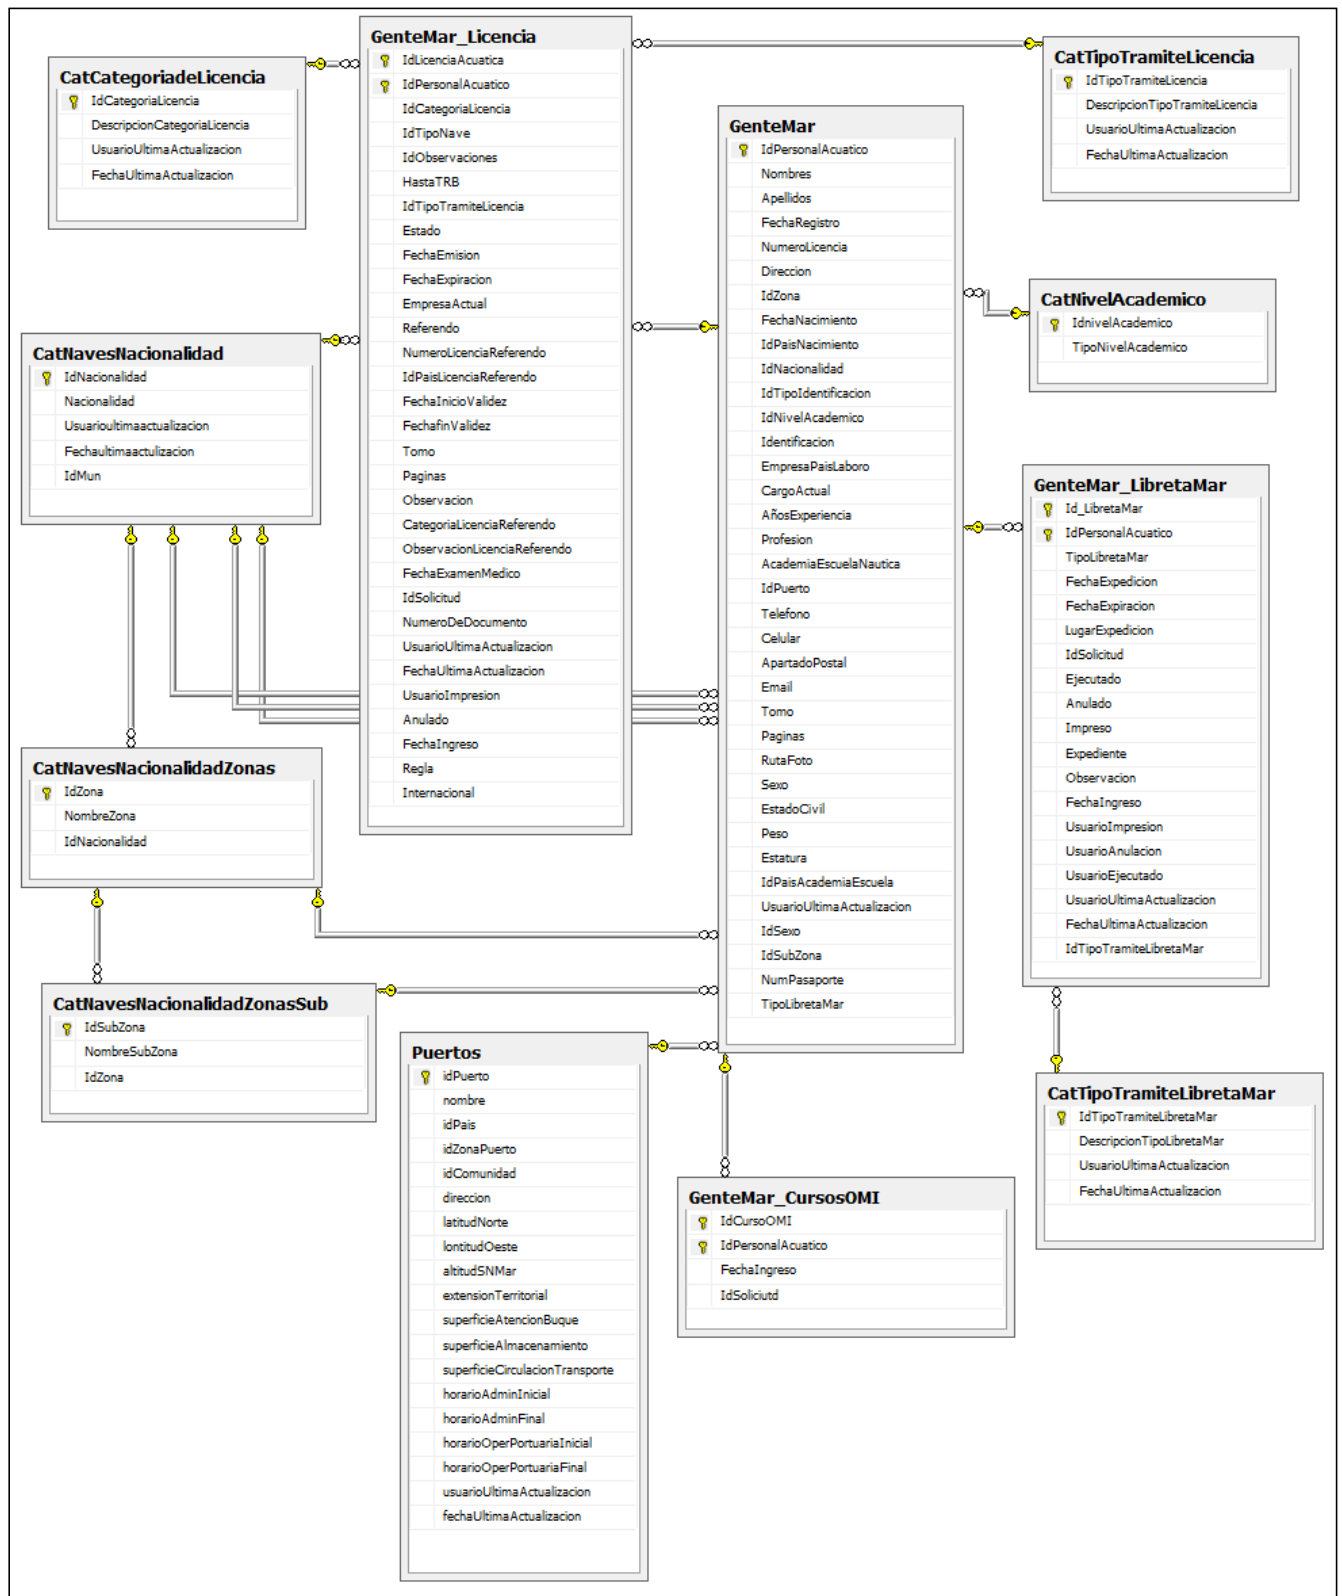 CatCategoriadeLicencia
IdCategoriaLicencia
DescripcionCategoriaLicencia
UsuarioUltimaActualizacion
FechaUltimaActualizacion
GenteMar_Licencia
IdLicenciaAcuatica
IdPersonalAcuatico
IdCategoriaLicencia
IdTipoNave
IdObservaciones
HastaTRB
IdTipoTramiteLicencia
Estado
FechaEmision
FechaExpiracion
EmpresaActual
Referendo
NumeroLicenciaReferendo
IdPaisLicenciaReferendo
FechaInicioValidez
FechafinValidez
Tomo
Paginas
Observacion
CategoriaLicenciaReferendo
ObservacionLicenciaReferendo
FechaExamenMedico
IdSolicitud
NumeroDeDocumento
UsuarioUltimaActualizacion
FechaUltimaActualizacion
UsuarioImpresion
Anulado
FechaIngreso
Regla
Internacional
CatTipoTramiteLicencia
IdTipoTramiteLicencia
DescripcionTipoTramiteLicencia
UsuarioUltimaActualizacion
FechaUltimaActualizacion
GenteMar
IdPersonalAcuatico
Nombres
Apellidos
FechaRegistro
NumeroLicencia
Direccion
IdZona
FechaNacimiento
IdPaisNacimiento
IdNacionalidad
IdTipoIdentificacion
IdNivelAcademico
Identificacion
EmpresaPaisLaboro
CargoActual
AñosExperiencia
Profesion
AcademiaEscuelaNautica
IdPuerto
Telefono
Celular
ApartadoPostal
Email
Tomo
Paginas
RutaFoto
Sexo
EstadoCivil
Peso
Estatura
IdPaisAcademiaEscuela
UsuarioUltimaActualizacion
IdSexo
IdSubZona
NumPasaporte
TipoLibretaMar
CatNivelAcademico
IdnivelAcademico
TipoNivelAcademico
CatNavesNacionalidad
IdNacionalidad
Nacionalidad
Usuarioultimaactualizacion
Fechaultimaactulizacion
IdMun
GenteMar_LibretaMar
Id_LibretaMar
IdPersonalAcuatico
TipoLibretaMar
FechaExpedicion
FechaExpiracion
LugarExpedicion
IdSolicitud
Ejecutado
Anulado
Impreso
Expediente
Observacion
FechaIngreso
UsuarioImpresion
UsuarioAnulacion
UsuarioEjecutado
UsuarioUltimaActualizacion
FechaUltimaActualizacion
IdTipoTramiteLibretaMar
CatNavesNacionalidadZonas
IdZona
NombreZona
IdNacionalidad
CatNavesNacionalidadZonasSub
IdSubZona
NombreSubZona
IdZona
Puertos
idPuerto
nombre
idPais
idZonaPuerto
idComunidad
direccion
latitudNorte
lontitudOeste
altitudSNMar
extensionTerritorial
superficieAtencionBuque
superficieAlmacenamiento
superficieCirculacionTransporte
horarioAdminInicial
horarioAdminFinal
horarioOperPortuariaInicial
horarioOperPortuariaFinal
usuarioUltimaActualizacion
fechaUltimaActualizacion
CatTipoTramiteLibretaMar
IdTipoTramiteLibretaMar
DescripcionTipoLibretaMar
UsuarioUltimaActualizacion
FechaUltimaActualizacion
GenteMar_CursosOMI
IdCursoOMI
IdPersonalAcuatico
FechaIngreso
IdSoliciutd